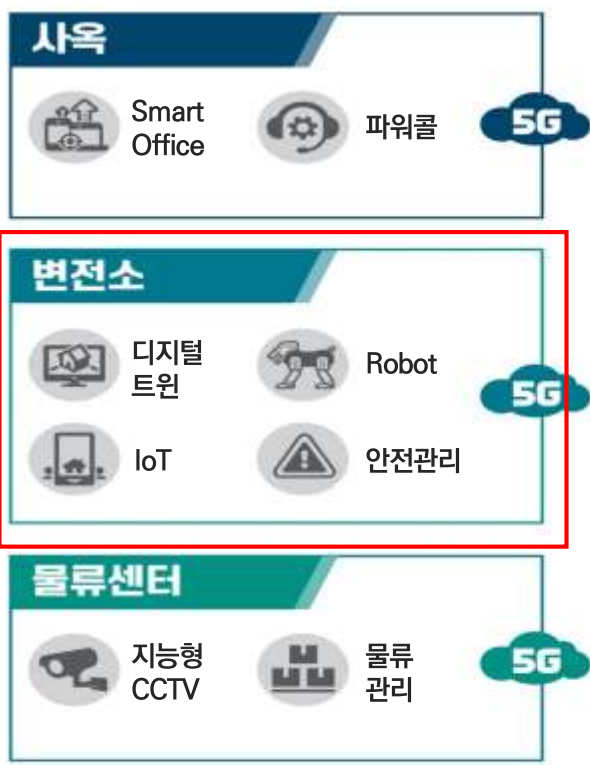 사옥
Smart
Office
파워콜
5G
변전소
디지털
트윈
Robot
5G
IoT
안전관리
물류센터
지능형
CCTV
물류
관리
5G